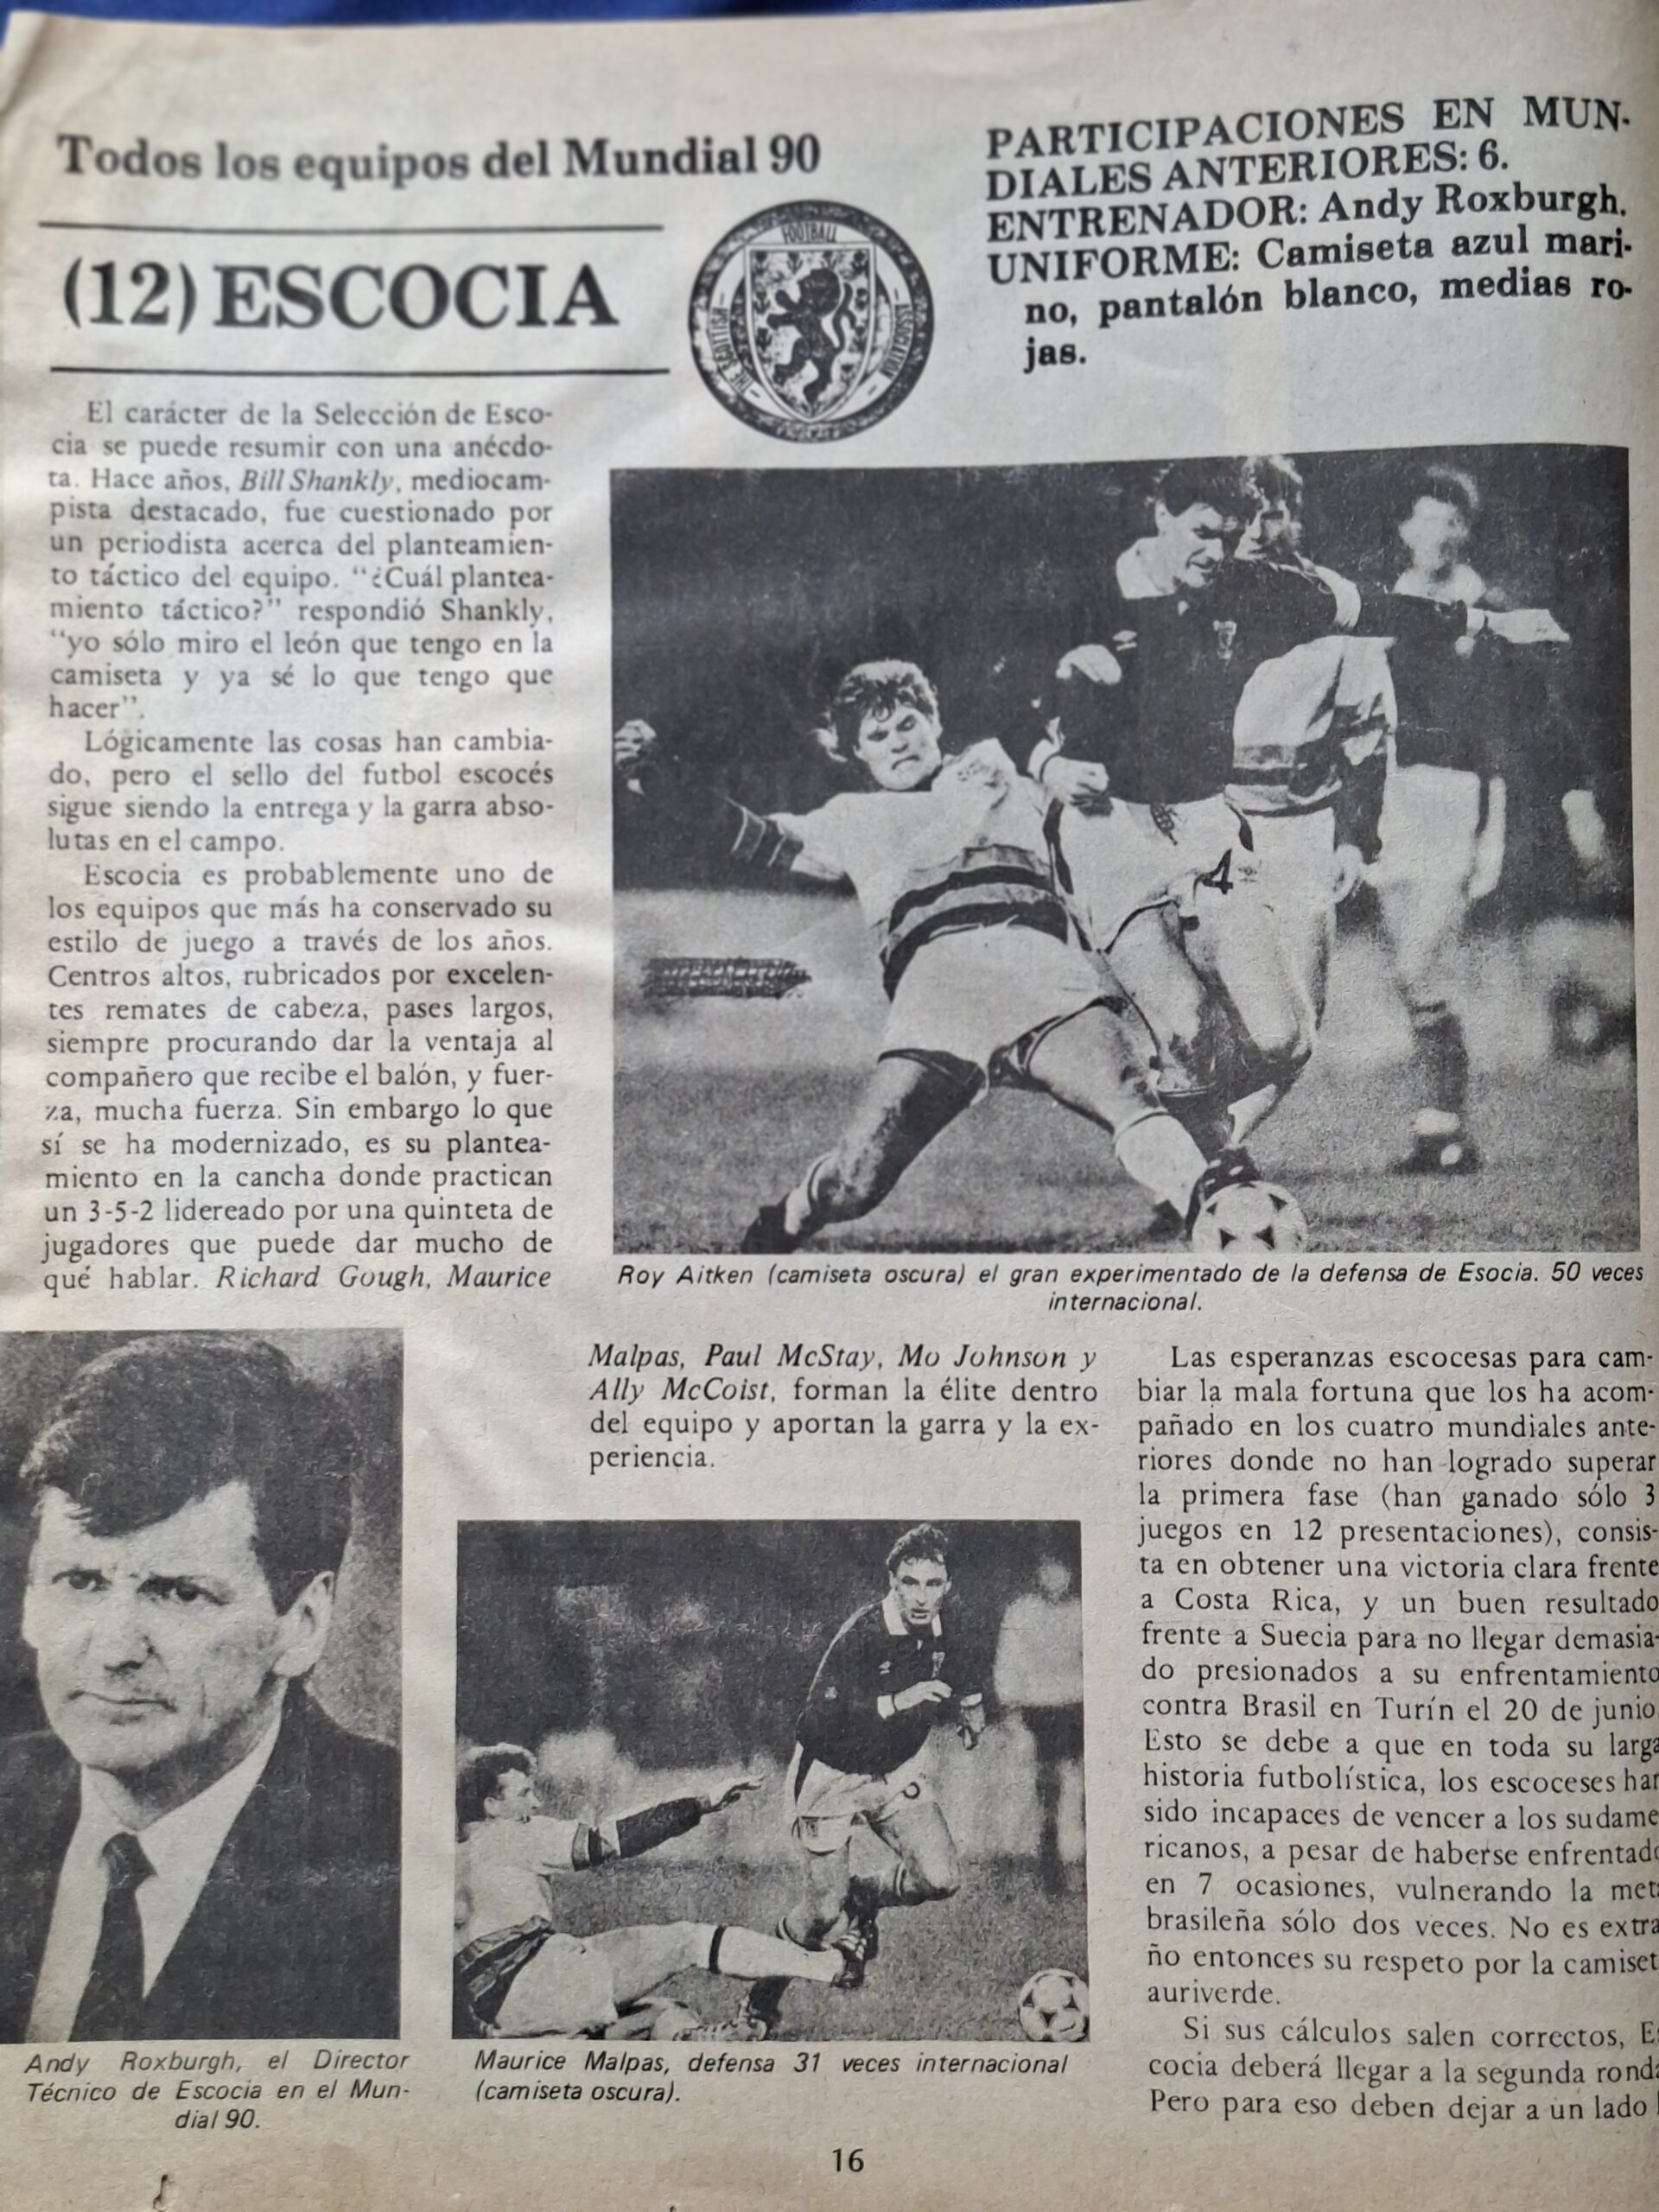 Todos los equipos del Mundial 90
(12) ESCOCIA
FOOTBALL
THE SCOTTISH
ASSOCIATION
PARTICIPACIONES EN MUN-
DIALES ANTERIORES: 6.
ENTRENADOR: Andy Roxburgh.
UNIFORME: Camiseta azul mari-
no, pantalón blanco, medias ro-
jas.
El carácter de la Selección de Esco-
cia se puede resumir con una anécdo-
ta. Hace años, Bill Shankly, mediocam-
pista destacado, fue cuestionado por
un periodista acerca del planteamien-
to táctico del equipo. "¿Cuál plantea-
miento táctico?" respondió Shankly,
"yo sólo miro el león que tengo en la
camiseta y ya sé lo que tengo que
hacer".
Lógicamente las cosas han cambia-
do, pero el sello del futbol escocés
sigue siendo la entrega y la garra abso-
lutas en el campo.
Escocia es probablemente uno de
los equipos que más ha conservado su
estilo de juego a través de los años.
Centros altos, rubricados por excelen-
tes remates de cabeza, pases largos,
siempre procurando dar la ventaja al
compañero que recibe el balón, y fuer-
za, mucha fuerza. Sin embargo lo que
sí se ha modernizado, es su plantea-
miento en la cancha donde practican
un 3-5-2 lidereado por una quinteta de
jugadores que puede dar mucho de
qué hablar. Richard Gough, Maurice
4
Roy Aitken (camiseta oscura) el gran experimentado de la defensa de Esocia. 50 veces
internacional.
Malpas, Paul McStay, Mo Johnson y
Ally McCoist, forman la élite dentro
del equipo y aportan la garra y la ex-
periencia.
Andy Roxburgh, el Director
Técnico de Escocia en el Mun-
dial 90.
Maurice Malpas, defensa 31 veces internacional
(camiseta oscura).
Las esperanzas escocesas para cam-
biar la mala fortuna que los ha acom-
pañado en los cuatro mundiales ante-
riores donde no han logrado superar
la primera fase (han ganado sólo 3
juegos en 12 presentaciones), consis-
ta en obtener una victoria clara frente
a Costa Rica, y un buen resultado
frente a Suecia para no llegar demasia-
do presionados a su enfrentamiento
contra Brasil en Turín el 20 de junio.
Esto se debe a que en toda su larga
historia futbolística, los escoceses han
sido incapaces de vencer a los sudame
ricanos, a pesar de haberse enfrentado
en 7 ocasiones, vulnerando la met
brasileña sólo dos veces. No es extra
ño entonces su respeto por la camiset
auriverde.
Si sus cálculos salen correctos, Es
cocia deberá llegar a la segunda ronda
Pero para eso deben dejar a un lado
16